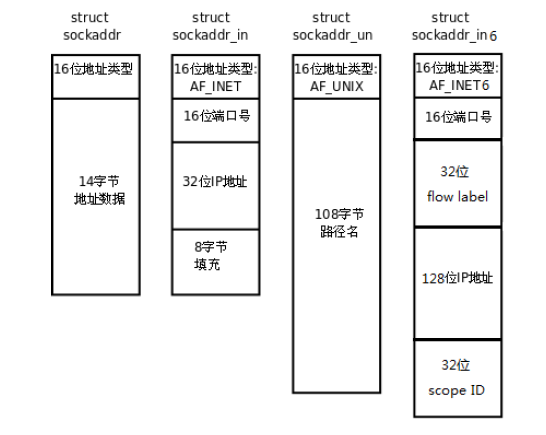 struct
sockaddr
16位地址类型
14字节
地址数据
struct
sockaddr_in
16位地址类型:
AF_INET
16位端口号
32位IP地址
8字节
填充
struct
sockaddr_un
16位地址类型:
AF_UNIX
108字节
路径名
struct
sockaddr_in6
16位地址类型:
AF_INET6
16位端口号
32位
flow label
128位IP地址
32位
scope ID